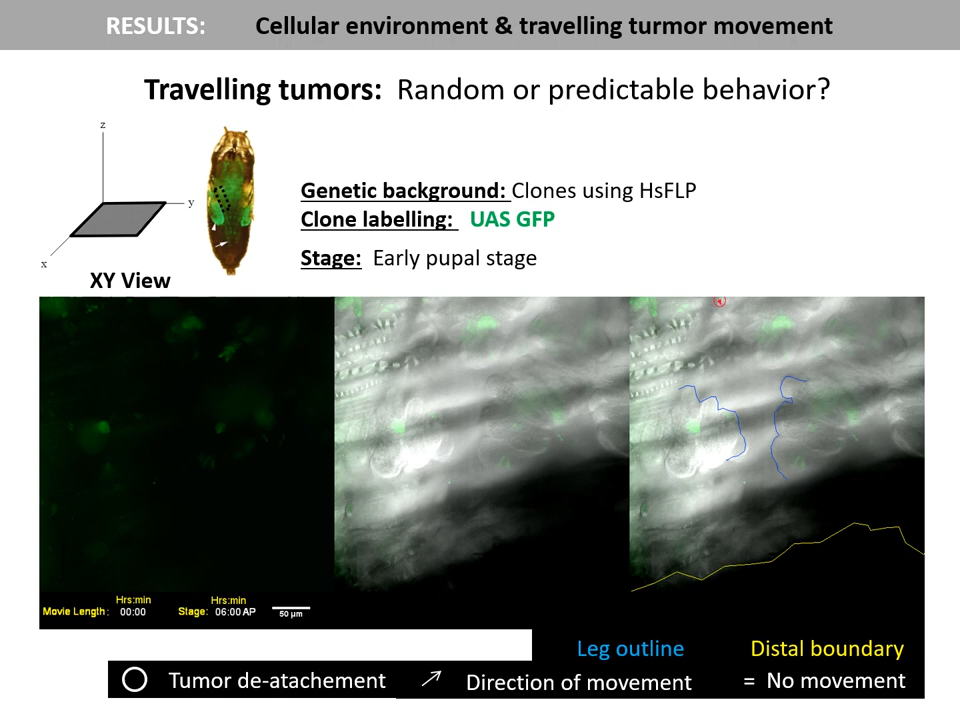 RESULTS: Cellular environment & travelling turmor movement
Travelling tumors: Random or predictable behavior?
z
y
x
XY View
Genetic background: Clones using HsFLP
Clone labelling: UAS GFP
Stage: Early pupal stage
Hrs:min Hrs:min
Movie Length: 00:00 Stage: 06:00 AP 50 µm
Leg outline Distal boundary
Tumor de-atachement Direction of movement = No movement